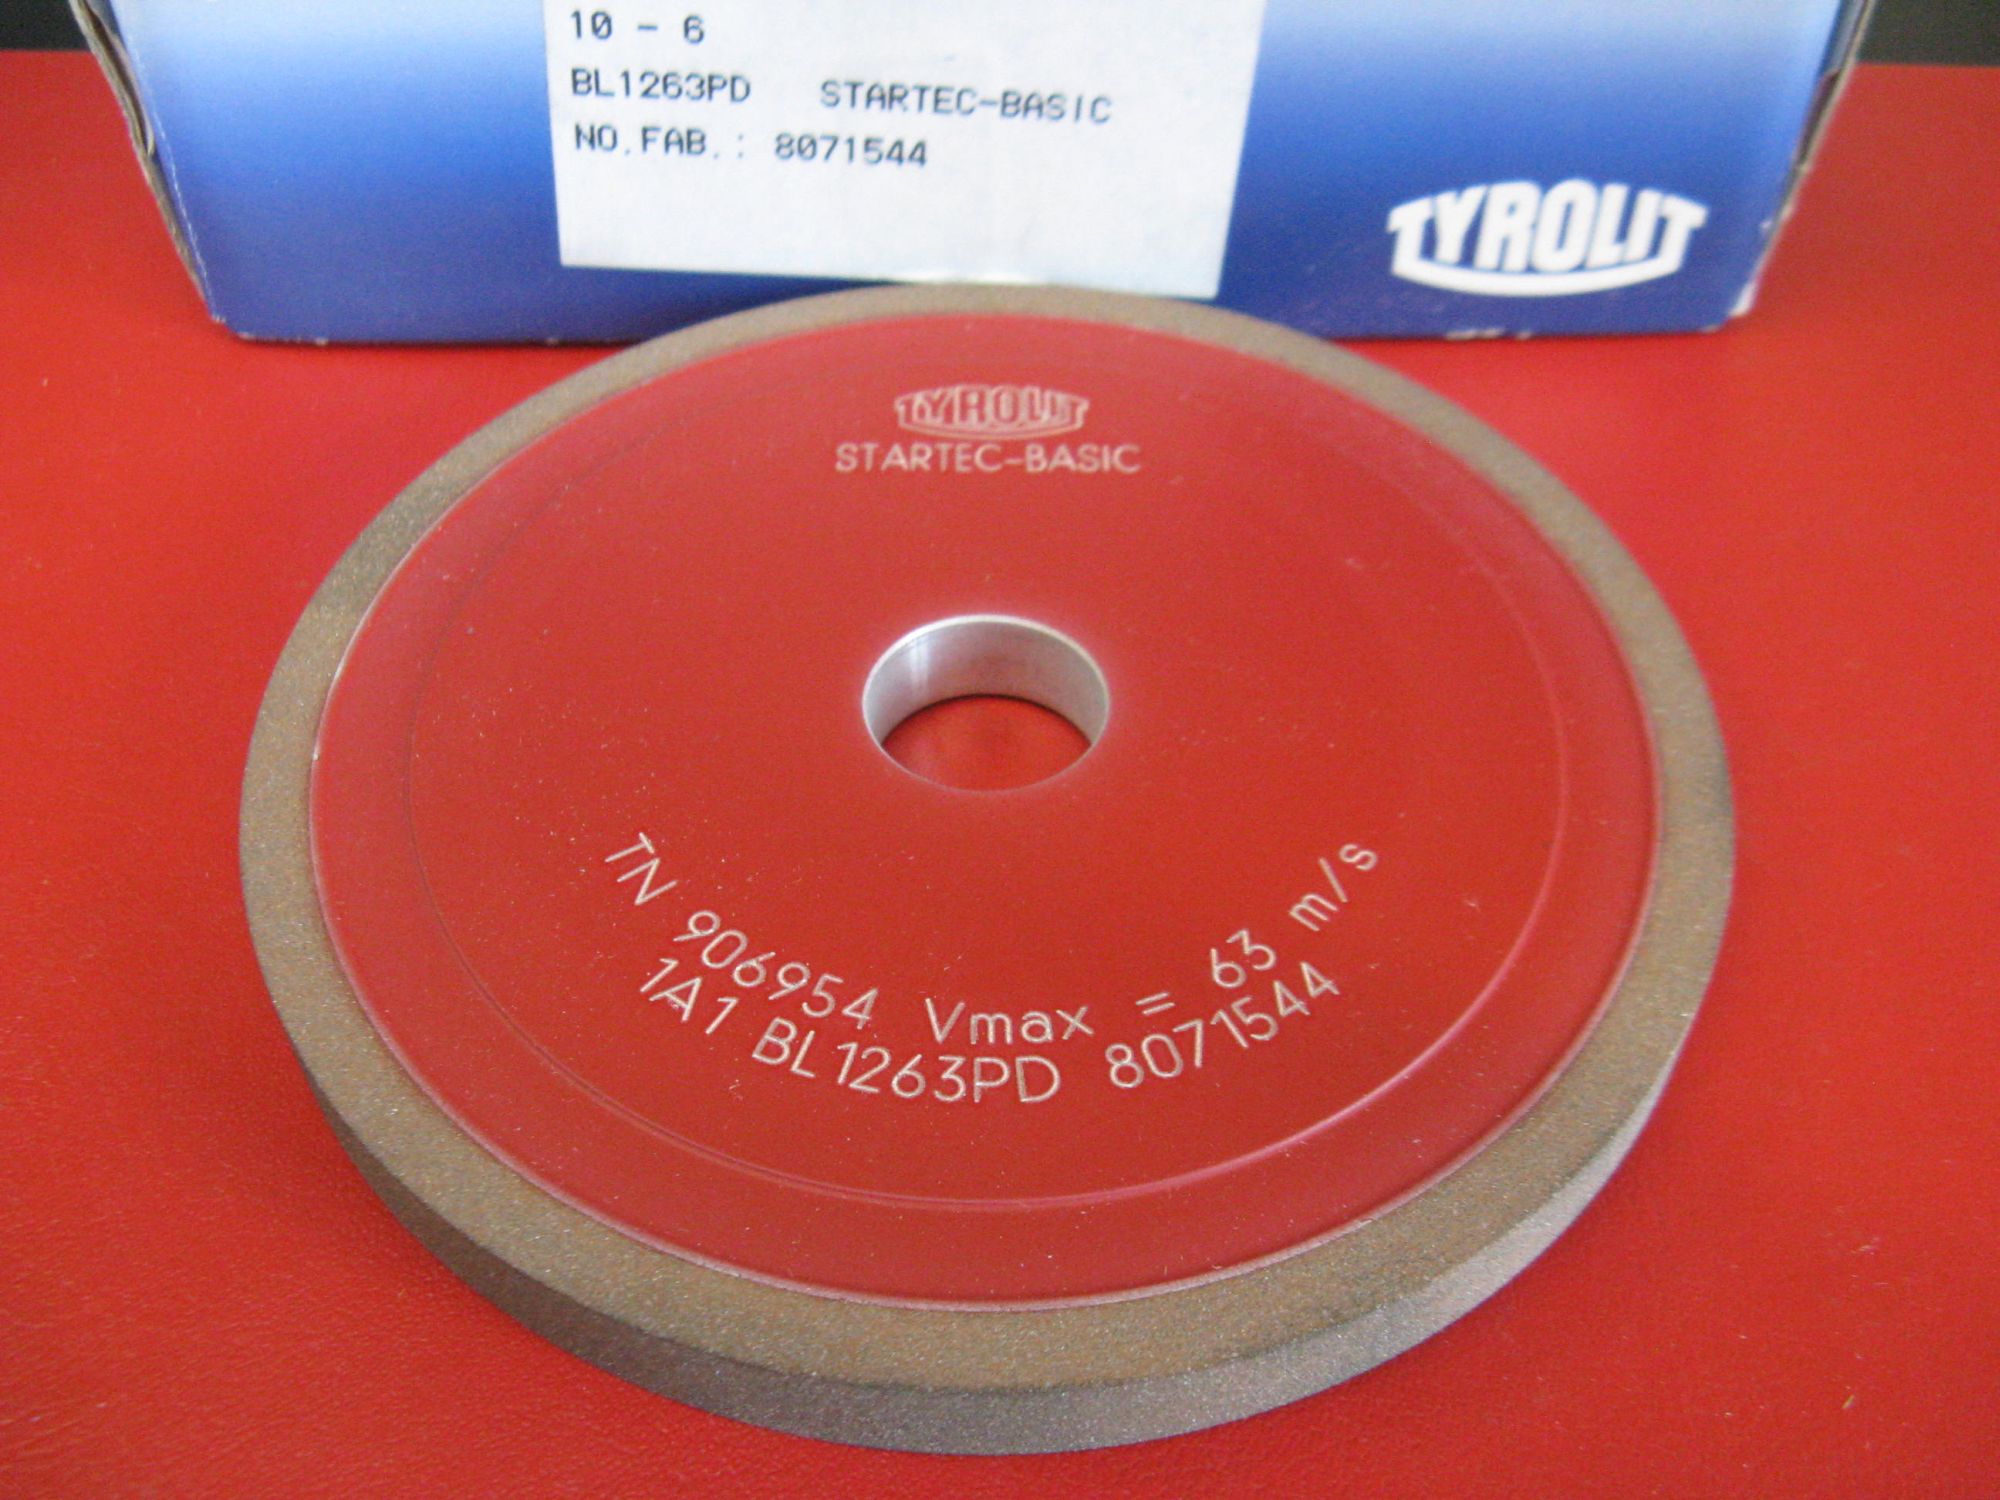 10 - 6
BL1263PD STARTEC-BASIC
NO.FAB.: 8071544
TYROLIT
TYROLIT
STARTEC-BASIC
TN 906954 Vmax = 63 m/s
1A1 BL1263PD 8071544